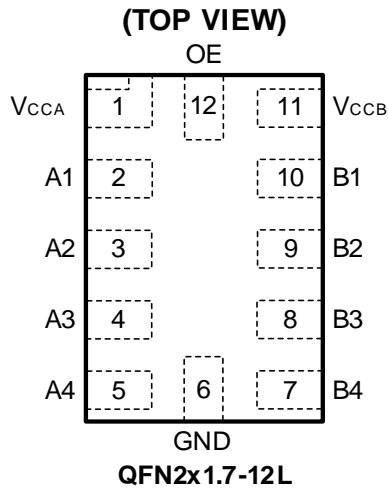 (TOP VIEW)
OE
VCCA 1 12 11 VCCB
A1 2 10 B1
A2 3 9 B2
A3 4 8 B3
A4 5 6 7 B4
GND
QFN2x1.7-12L